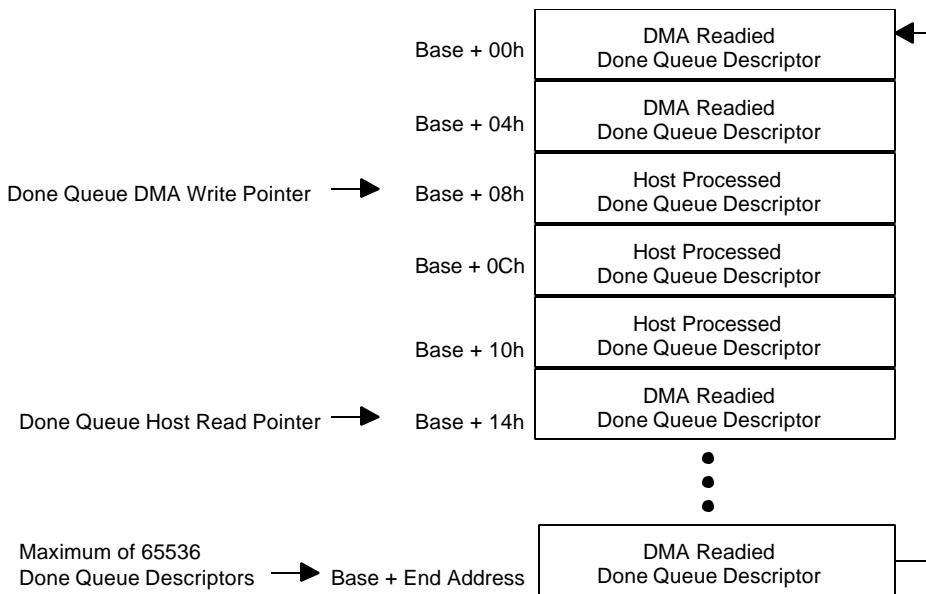 DMA Readied
Base + 00h
Done Queue Descriptor
DMA Readied
Base + 04h
Done Queue Descriptor
Host Processed
Done Queue DMA Write Pointer Base + 08h
Done Queue Descriptor
Host Processed
Base + 0Ch
Done Queue Descriptor
Host Processed
Base + 10h
Done Queue Descriptor
DMA Readied
Done Queue Host Read Pointer Base + 14h
Done Queue Descriptor
Maximum of 65536
Done Queue Descriptors Base + End Address
DMA Readied
Done Queue Descriptor